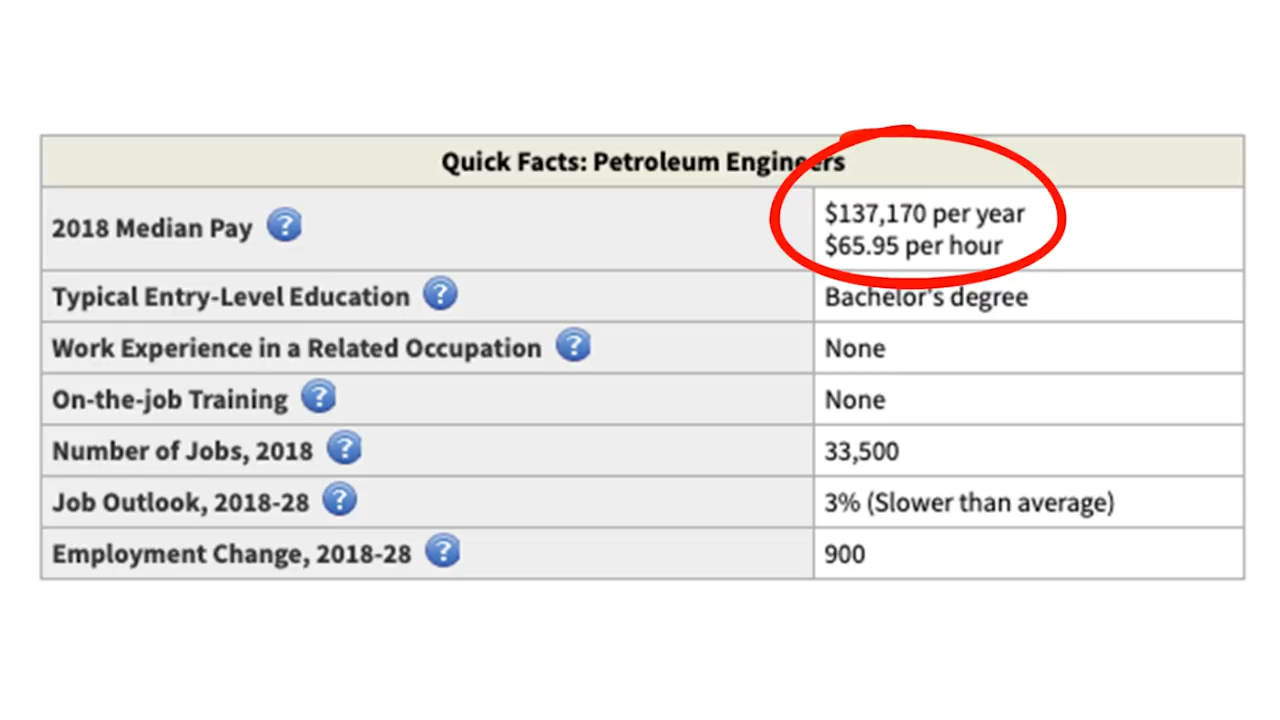 Quick Facts: Petroleum Engineers
2018 Median Pay ?
$137,170 per year
$65.95 per hour
Typical Entry-Level Education ?
Bachelor's degree
Work Experience in a Related Occupation ?
None
On-the-job Training ?
None
Number of Jobs, 2018 ?
33,500
Job Outlook, 2018-28 ?
3% (Slower than average)
Employment Change, 2018-28 ?
900